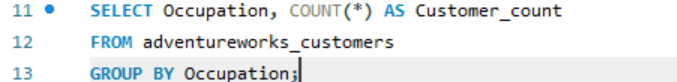 11 SELECT Occupation, COUNT(*) AS Customer_count
12 FROM adventureworks_customers
13 GROUP BY Occupation;